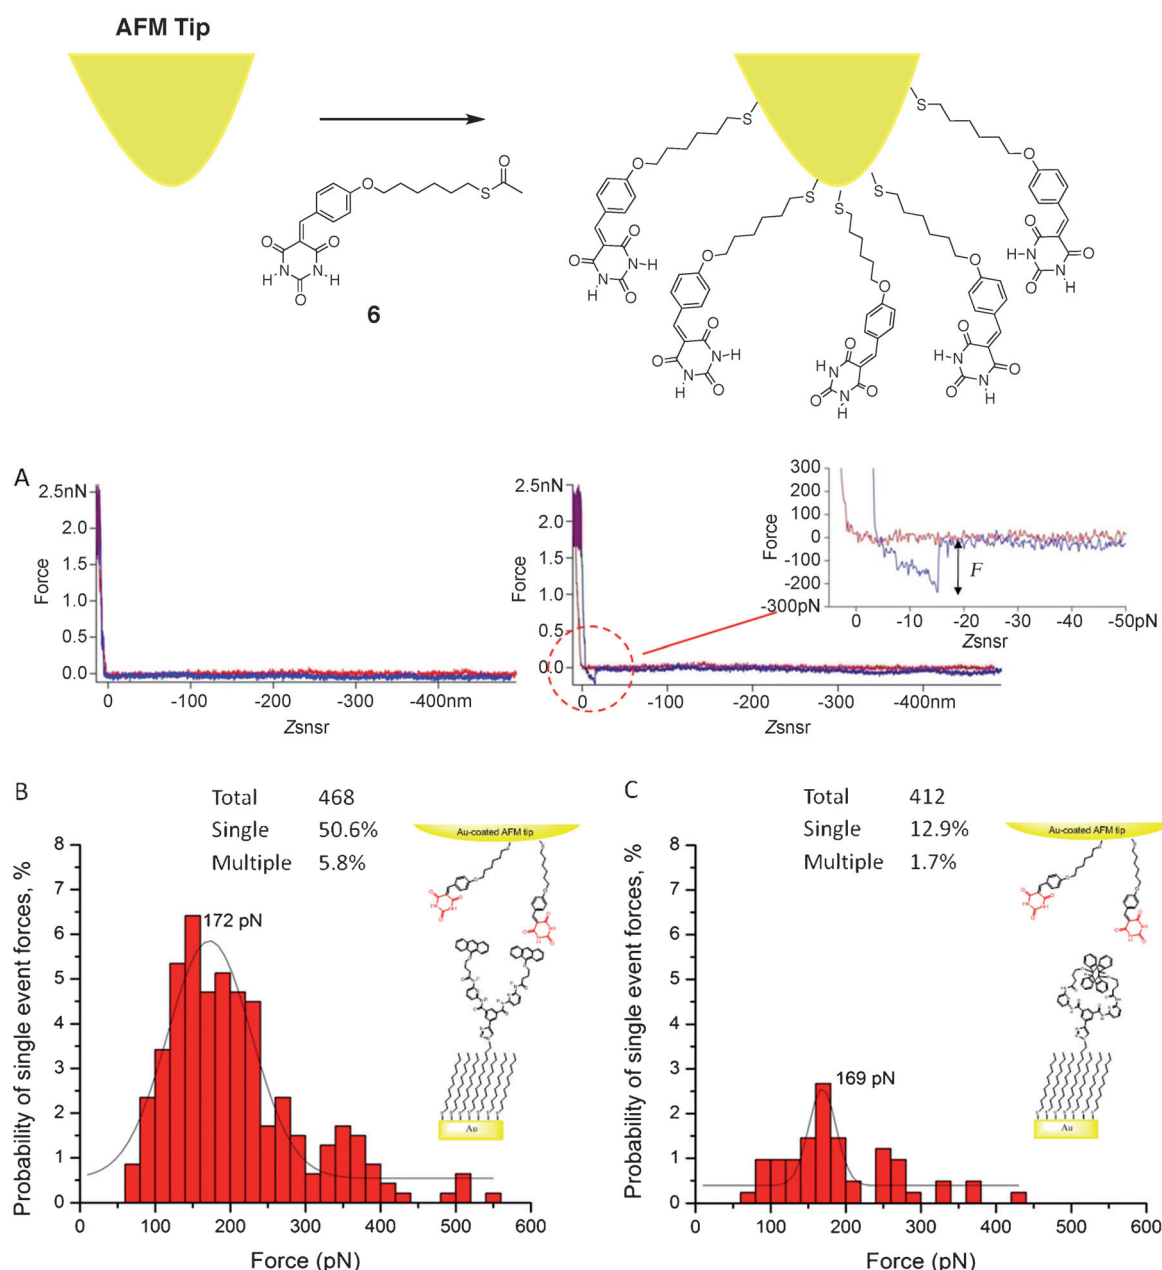 AFM Tip
O
O
S
O O
H-N N-H
O
6
S
S
S
S
S
O
O
O
O
O
O O
N-H
N
O
H
O
O
N-H
O N
H
O
HN
O
O N
H
O
H-N
O
O N
H
O
H-N
O
O N
H
A
2.5nN
2.0
1.5
1.0
0.5
0.0
Force
0 -100 -200 -300 -400nm
Zsnsr
2.5nN
2.0
1.5
1.0
0.5
0.0
Force
0 -100 -200 -300 -400nm
Zsnsr
300
200
100
0
-100
-200
-300pN
Force
F
0 -10 -20 -30 -40 -50pN
Zsnsr
B
Total 468
Single 50.6%
Multiple 5.8%
Au-coated AFM tip
172 pN
Au
8
7
6
5
4
3
2
1
0
Probability of single event forces, %
0 100 200 300 400 500 600
Force (pN)
C
Total 412
Single 12.9%
Multiple 1.7%
Au-coated AFM tip
169 pN
Au
8
7
6
5
4
3
2
1
0
Probability of single event forces, %
0 100 200 300 400 500 600
Force (pN)